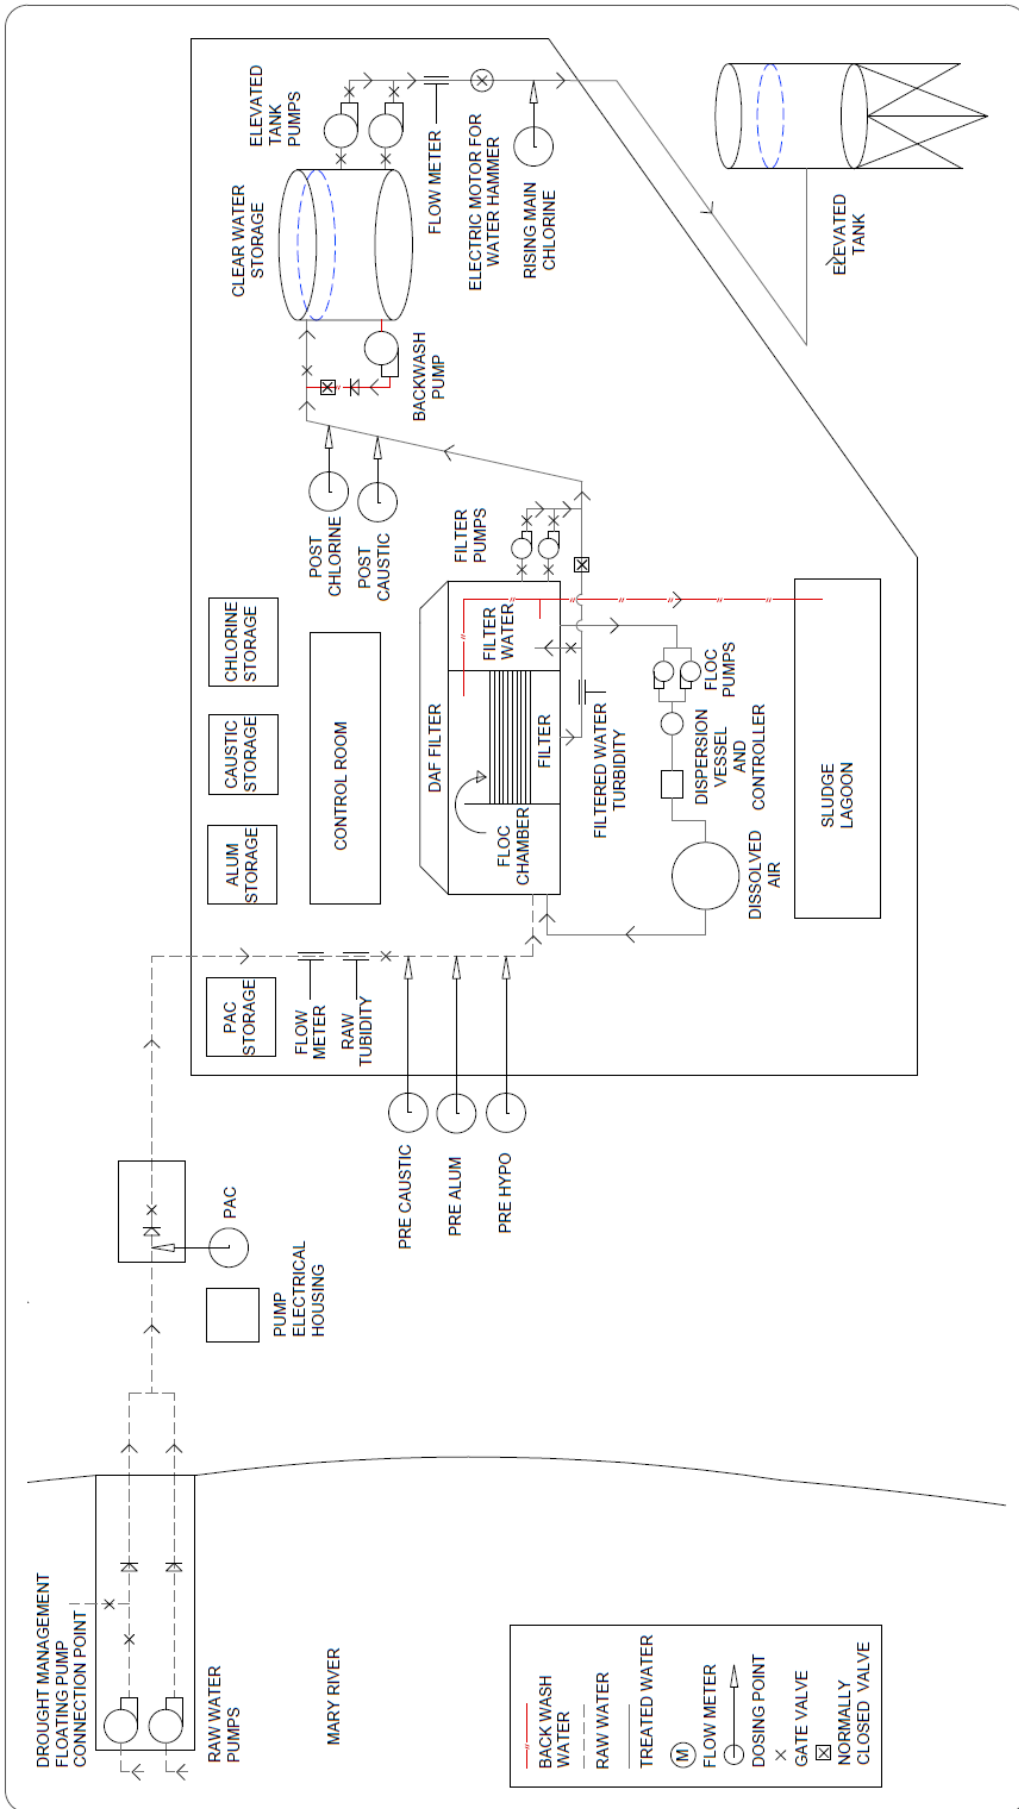 DROUGHT MANAGEMENT
FLOATING PUMP
CONNECTION POINT
RAW WATER
PUMPS
MARY RIVER
BACK WASH
WATER
RAW WATER
TREATED WATER
M
FLOW METER
DOSING POINT
GATE VALVE
NORMALLY
CLOSED VALVE
PUMP
ELECTRICAL
HOUSING
PAC
PRE CAUSTIC
PRE ALUM
PRE HYPO
PAC
STORAGE
FLOW
METER
RAW
TUBIDITY
ALUM
STORAGE
CAUSTIC
STORAGE
CHLORINE
STORAGE
CONTROL ROOM
DAF FILTER
FLOC
CHAMBER
FILTER
FILTER
WATER
FILTERED WATER
TURBIDITY
FILTER
PUMPS
DISSOLVED
AIR
DISPERSION
VESSEL
AND
CONTROLLER
FLOC
PUMPS
SLUDGE
LAGOON
POST
CHLORINE
POST
CAUSTIC
BACKWASH
PUMP
CLEAR WATER
STORAGE
ELEVATED
TANK
PUMPS
FLOW METER
ELECTRIC MOTOR FOR
WATER HAMMER
RISING MAIN
CHLORINE
ELEVATED
TANK